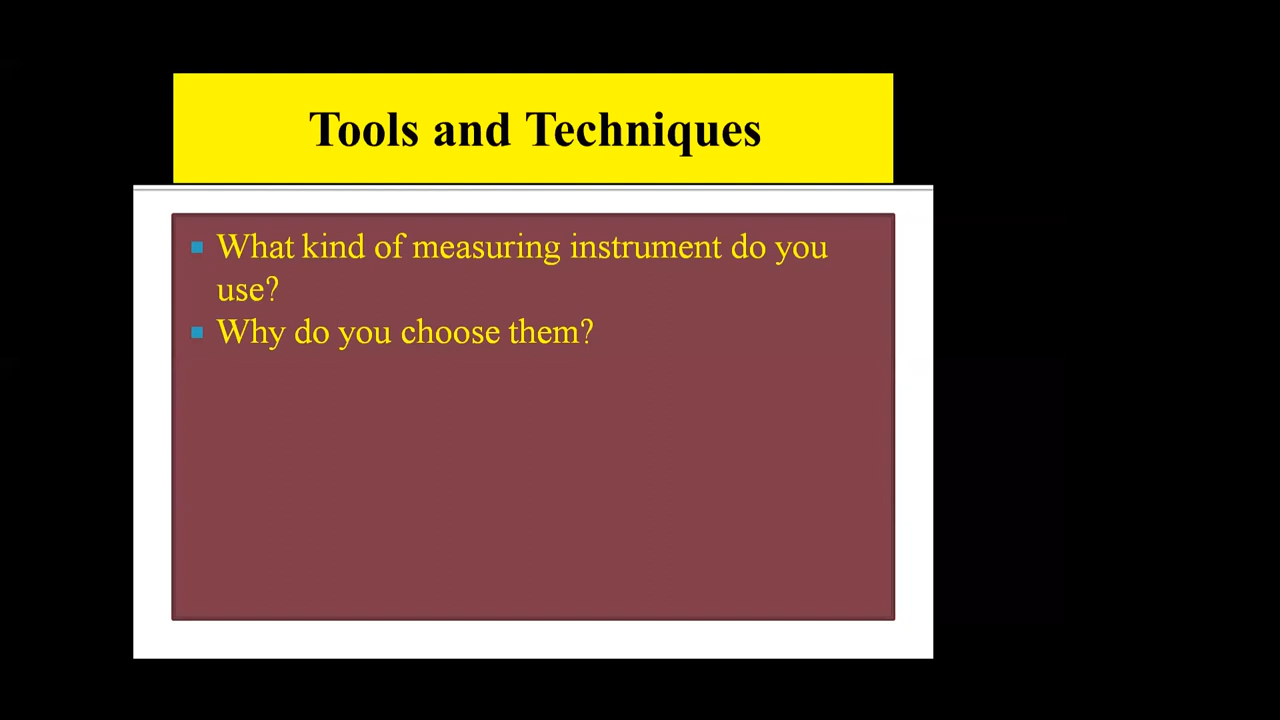 Tools and Techniques
What kind of measuring instrument do you
use?
Why do you choose them?